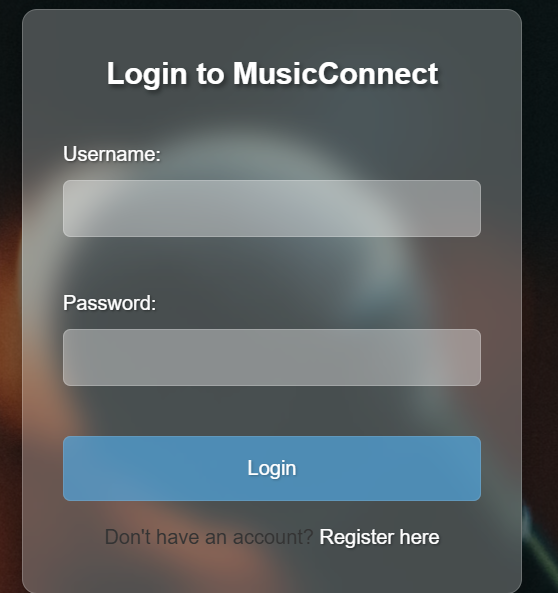 Login to MusicConnect
Username:
Password:
Login
Don't have an account? Register here